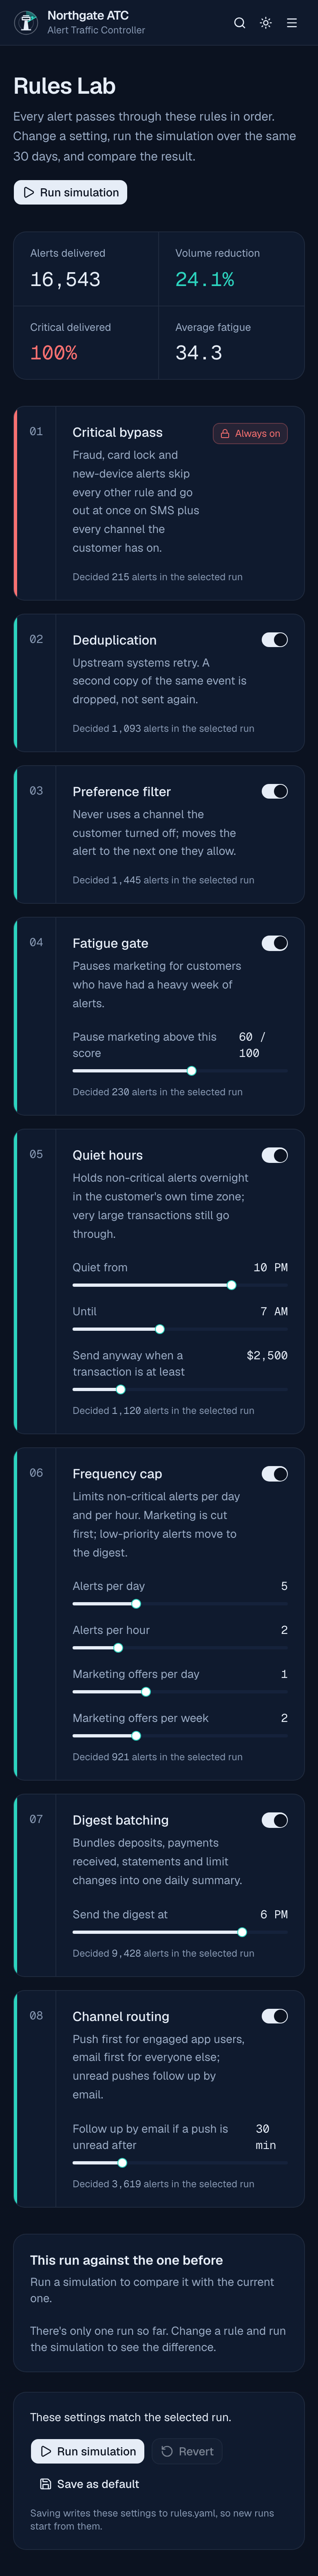 Northgate ATC
Alert Traffic Controller
Rules Lab
Every alert passes through these rules in order.
Change a setting, run the simulation over the same
30 days, and compare the result.
Run simulation
Alerts delivered
16,543
Volume reduction
24.1%
Critical delivered
100%
Average fatigue
34.3
01
Critical bypass
Always on
Fraud, card lock and
new-device alerts skip
every other rule and go
out at once on SMS plus
every channel the
customer has on.
Decided 215 alerts in the selected run
02
Deduplication
Upstream systems retry. A
second copy of the same event is
dropped, not sent again.
Decided 1,093 alerts in the selected run
03
Preference filter
Never uses a channel the
customer turned off; moves the
alert to the next one they allow.
Decided 1,445 alerts in the selected run
04
Fatigue gate
Pauses marketing for customers
who have had a heavy week of
alerts.
Pause marketing above this
score
60 /
100
Decided 230 alerts in the selected run
05
Quiet hours
Holds non-critical alerts overnight
in the customer's own time zone;
very large transactions still go
through.
Quiet from
10 PM
Until
7 AM
Send anyway when a
transaction is at least
$2,500
Decided 1,120 alerts in the selected run
06
Frequency cap
Limits non-critical alerts per day
and per hour. Marketing is cut
first; low-priority alerts move to
the digest.
Alerts per day
5
Alerts per hour
2
Marketing offers per day
1
Marketing offers per week
2
Decided 921 alerts in the selected run
07
Digest batching
Bundles deposits, payments
received, statements and limit
changes into one daily summary.
Send the digest at
6 PM
Decided 9,428 alerts in the selected run
08
Channel routing
Push first for engaged app users,
email first for everyone else;
unread pushes follow up by
email.
Follow up by email if a push is
unread after
30
min
Decided 3,619 alerts in the selected run
This run against the one before
Run a simulation to compare it with the current
one.
There's only one run so far. Change a rule and run
the simulation to see the difference.
These settings match the selected run.
Run simulation
Revert
Save as default
Saving writes these settings to rules.yaml, so new runs
start from them.